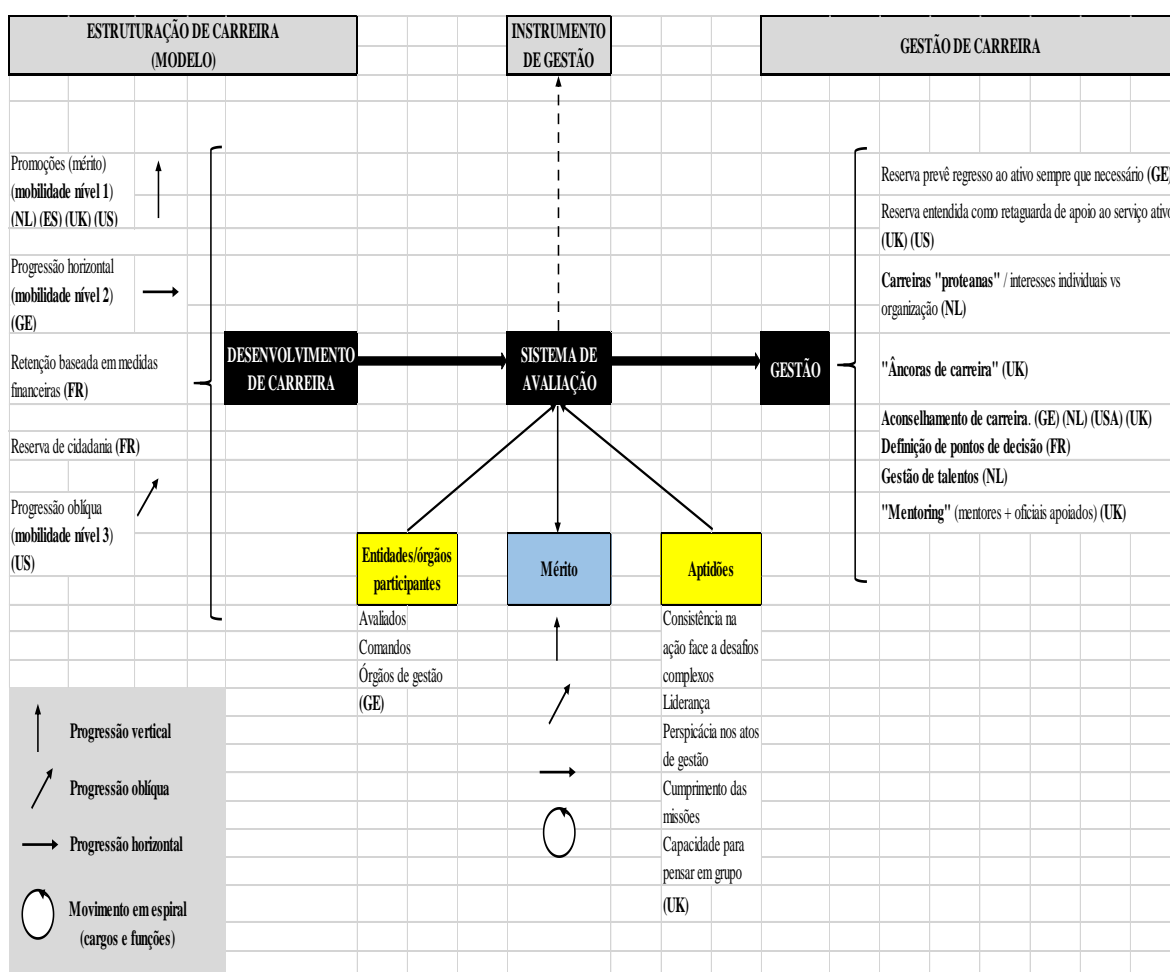 ESTRUTURAÇÃO DE CARREIRA
(MODELO)
INSTRUMENTO
DE GESTÃO
GESTÃO DE CARREIRA
Promoções (mérito)
(mobilidade nível 1)
(NL) (ES) (UK) (US)
Progressão horizontal
(mobilidade nível 2)
(GE)
Retenção baseada em medidas
financeiras (FR)
Reserva de cidadania (FR)
Progressão oblíqua
(mobilidade nível 3)
(US)
DESENVOLVIMENTO
DE CARREIRA
SISTEMA DE
AVALIAÇÃO
GESTÃO
Reserva prevê regresso ao ativo sempre que necessário (GE)
Reserva entendida como retaguarda de apoio ao serviço ativo
(UK) (US)
Carreiras "proteanas" / interesses individuais vs
organização (NL)
"Âncoras de carreira" (UK)
Aconselhamento de carreira. (GE) (NL) (USA) (UK)
Definição de pontos de decisão (FR)
Gestão de talentos (NL)
"Mentoring" (mentores + oficiais apoiados) (UK)
Entidades/órgãos
participantes
Avaliados
Comandos
Órgãos de gestão
(GE)
Mérito
Aptidões
Consistência na
ação face a desafios
complexos
Liderança
Perspicácia nos atos
de gestão
Cumprimento das
missões
Capacidade para
pensar em grupo
(UK)
Progressão vertical
Progressão oblíqua
Progressão horizontal
Movimento em espiral
(cargos e funções)